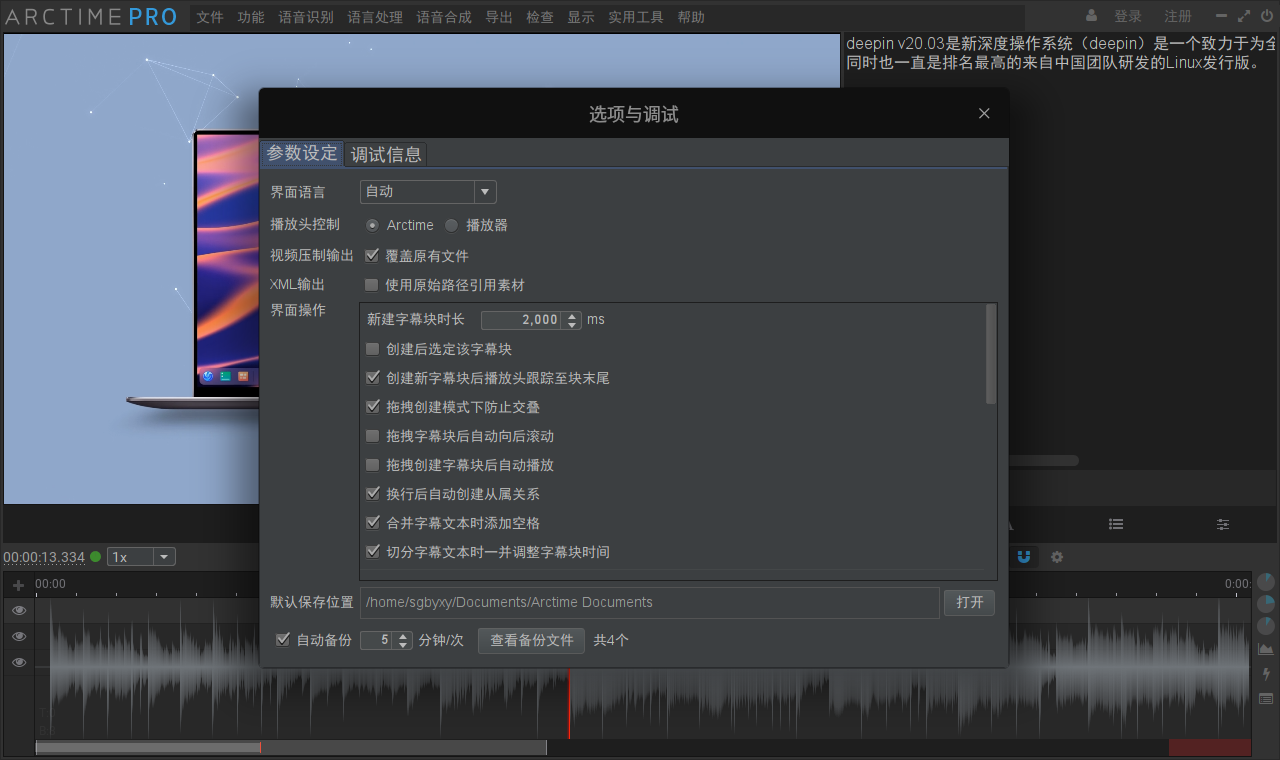 ARCTIME PRO 文件 功能 语音识别 语言处理 语音合成 导出 检查 显示 实用工具 帮助 登录 注册
deepin v20.03是新深度操作系统（deepin）是一个致力于为全
同时也一直是排名最高的来自中国团队研发的Linux发行版。
选项与调试
参数设定 调试信息
界面语言 自动
播放头控制 Arctime 播放器
视频压制输出 覆盖原有文件
XML输出 使用原始路径引用素材
界面操作
新建字幕块时长 2,000 ms
创建后选定该字幕块
创建新字幕块后播放头跟踪至块末尾
拖拽创建模式下防止交叠
拖拽字幕块后自动向后滚动
拖拽创建字幕块后自动播放
换行后自动创建从属关系
合并字幕文本时添加空格
切分字幕文本时一并调整字幕块时间
默认保存位置 /home/sgbyxy/Documents/Arctime Documents 打开
自动备份 5 分钟/次 查看备份文件 共4个
00:00:13.334 1x
00:00 0:00: